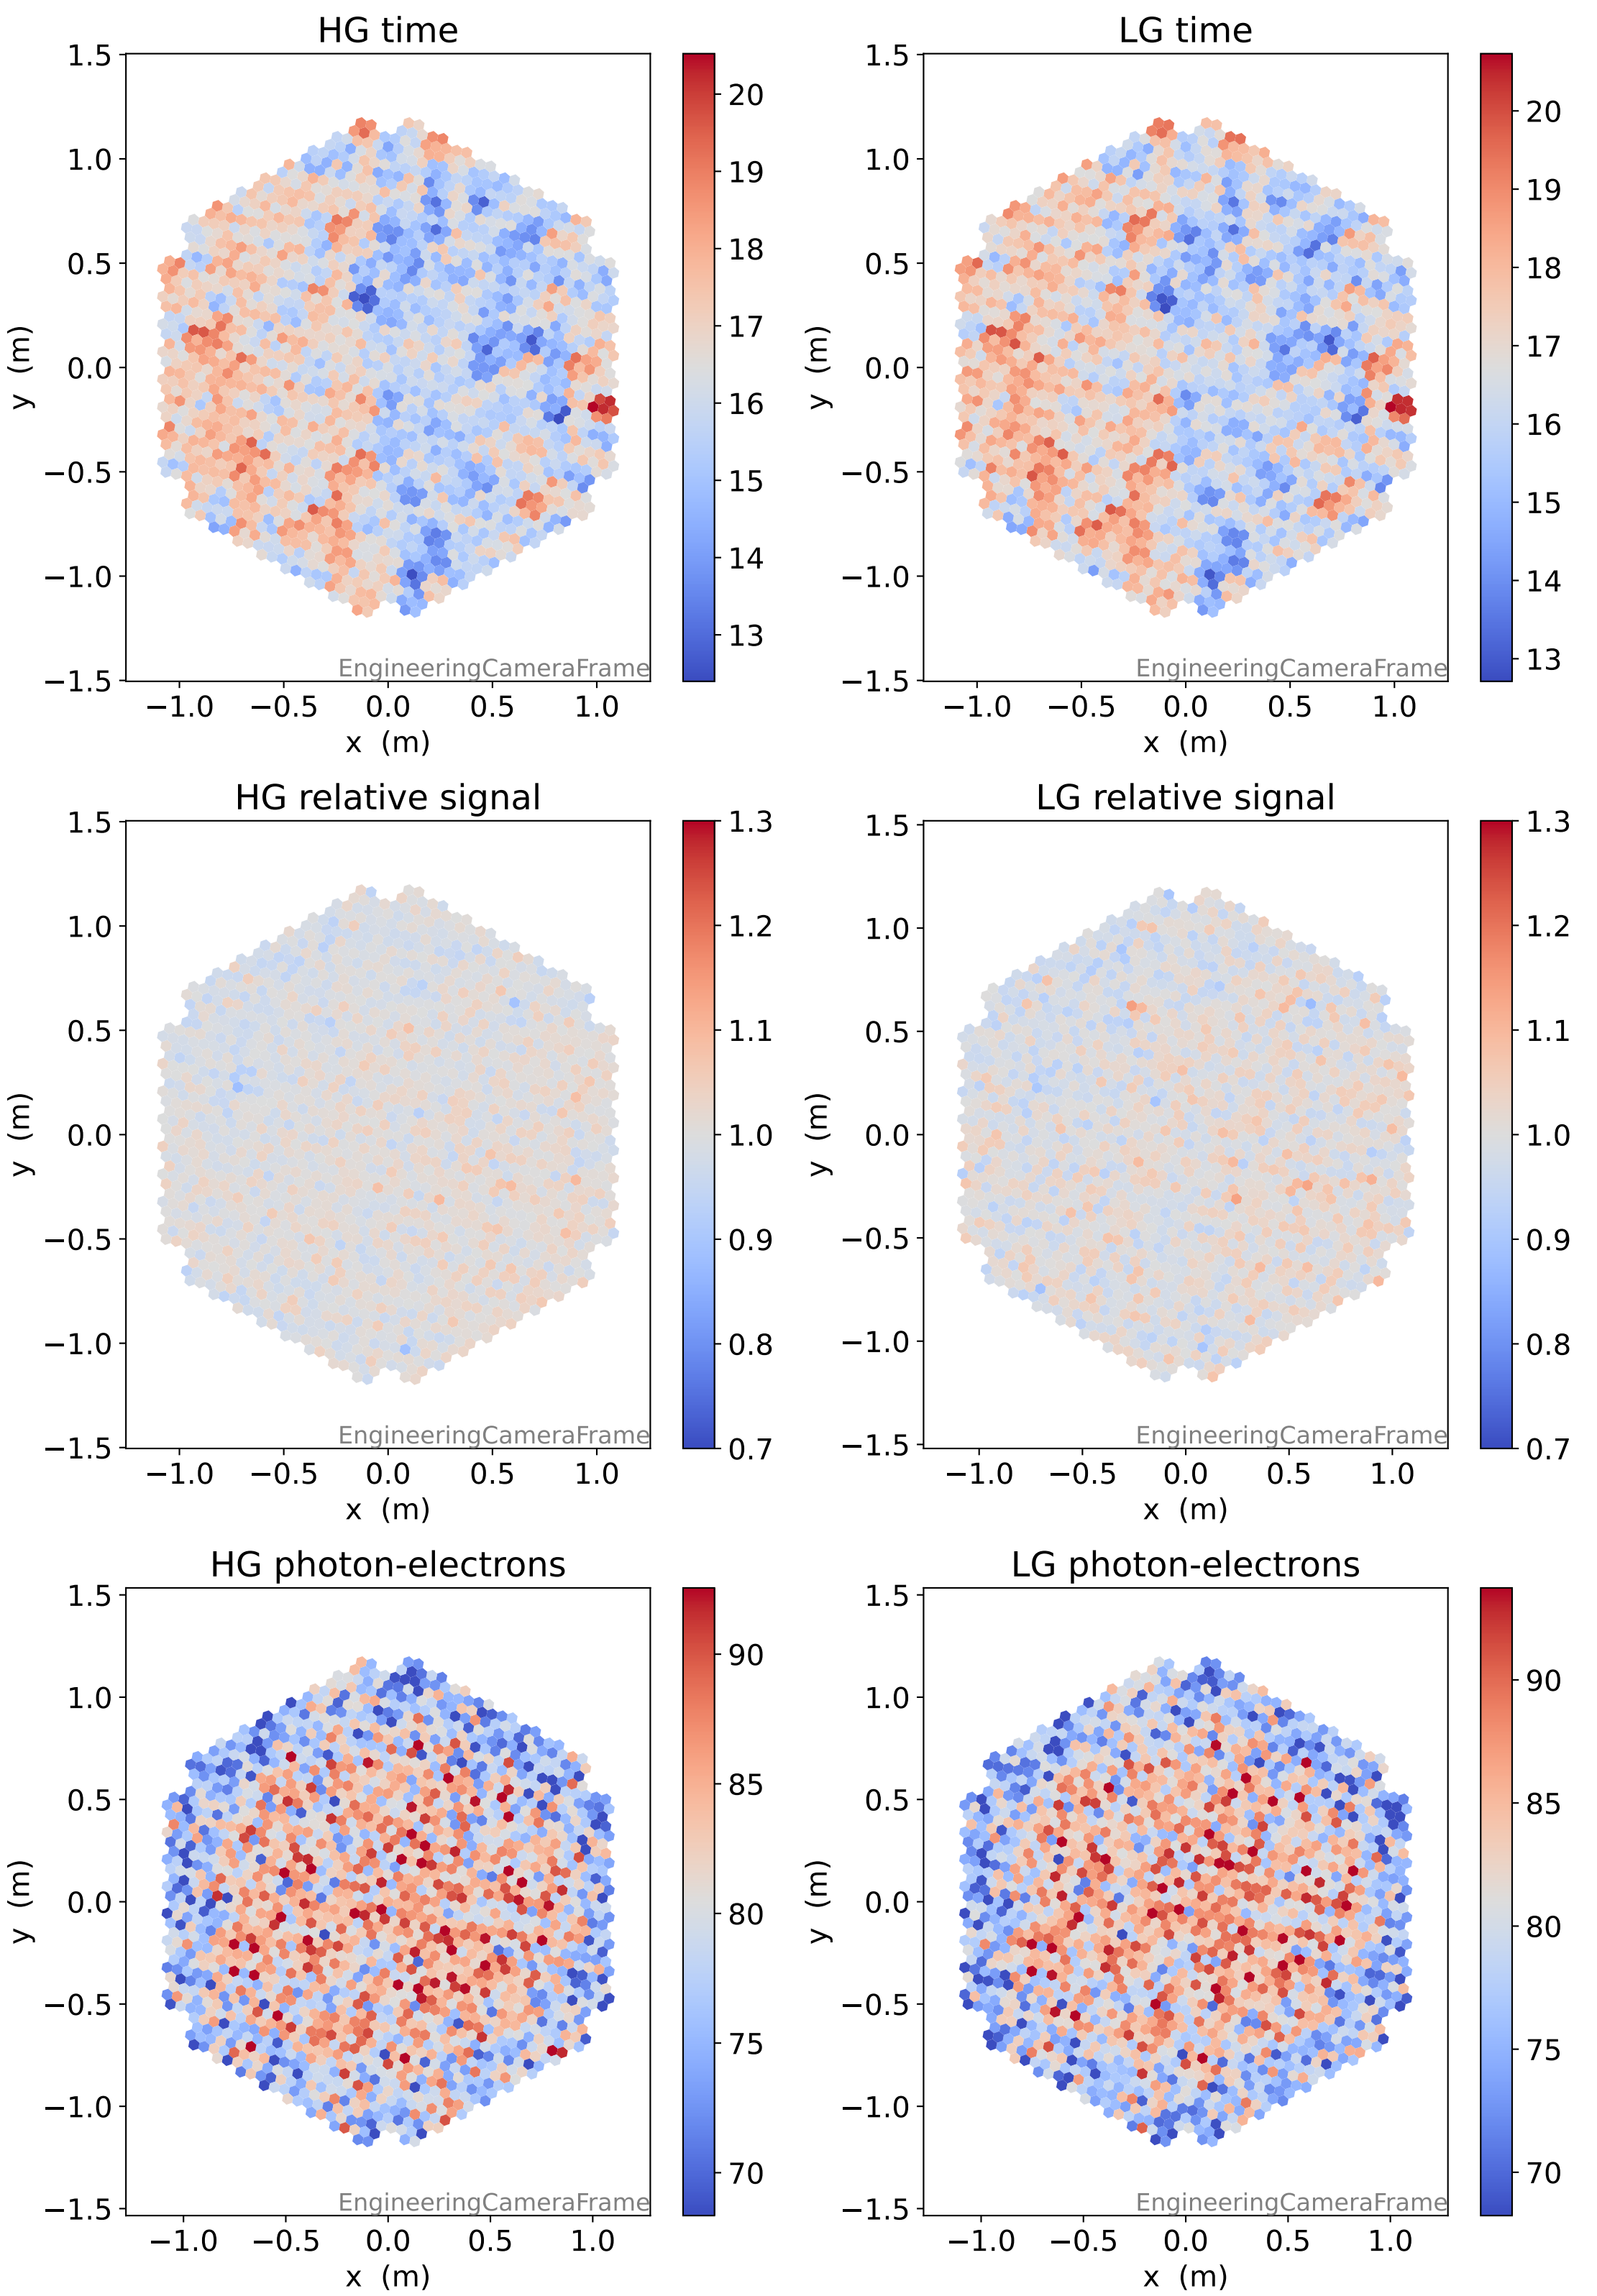 HG time
1.5
1.0
0.5
0.0
−0.5
−1.0
−1.5
y (m)
EngineeringCameraFrame
−1.0 −0.5 0.0 0.5 1.0
x (m)
20
19
18
17
16
15
14
13
LG time
1.5
1.0
0.5
0.0
−0.5
−1.0
−1.5
y (m)
EngineeringCameraFrame
−1.0 −0.5 0.0 0.5 1.0
x (m)
20
19
18
17
16
15
14
13
HG relative signal
1.5
1.0
0.5
0.0
−0.5
−1.0
−1.5
y (m)
EngineeringCameraFrame
−1.0 −0.5 0.0 0.5 1.0
x (m)
1.3
1.2
1.1
1.0
0.9
0.8
0.7
LG relative signal
1.5
1.0
0.5
0.0
−0.5
−1.0
−1.5
y (m)
EngineeringCameraFrame
−1.0 −0.5 0.0 0.5 1.0
x (m)
1.3
1.2
1.1
1.0
0.9
0.8
0.7
HG photon-electrons
1.5
1.0
0.5
0.0
−0.5
−1.0
−1.5
y (m)
EngineeringCameraFrame
−1.0 −0.5 0.0 0.5 1.0
x (m)
90
85
80
75
70
LG photon-electrons
1.5
1.0
0.5
0.0
−0.5
−1.0
−1.5
y (m)
EngineeringCameraFrame
−1.0 −0.5 0.0 0.5 1.0
x (m)
90
85
80
75
70